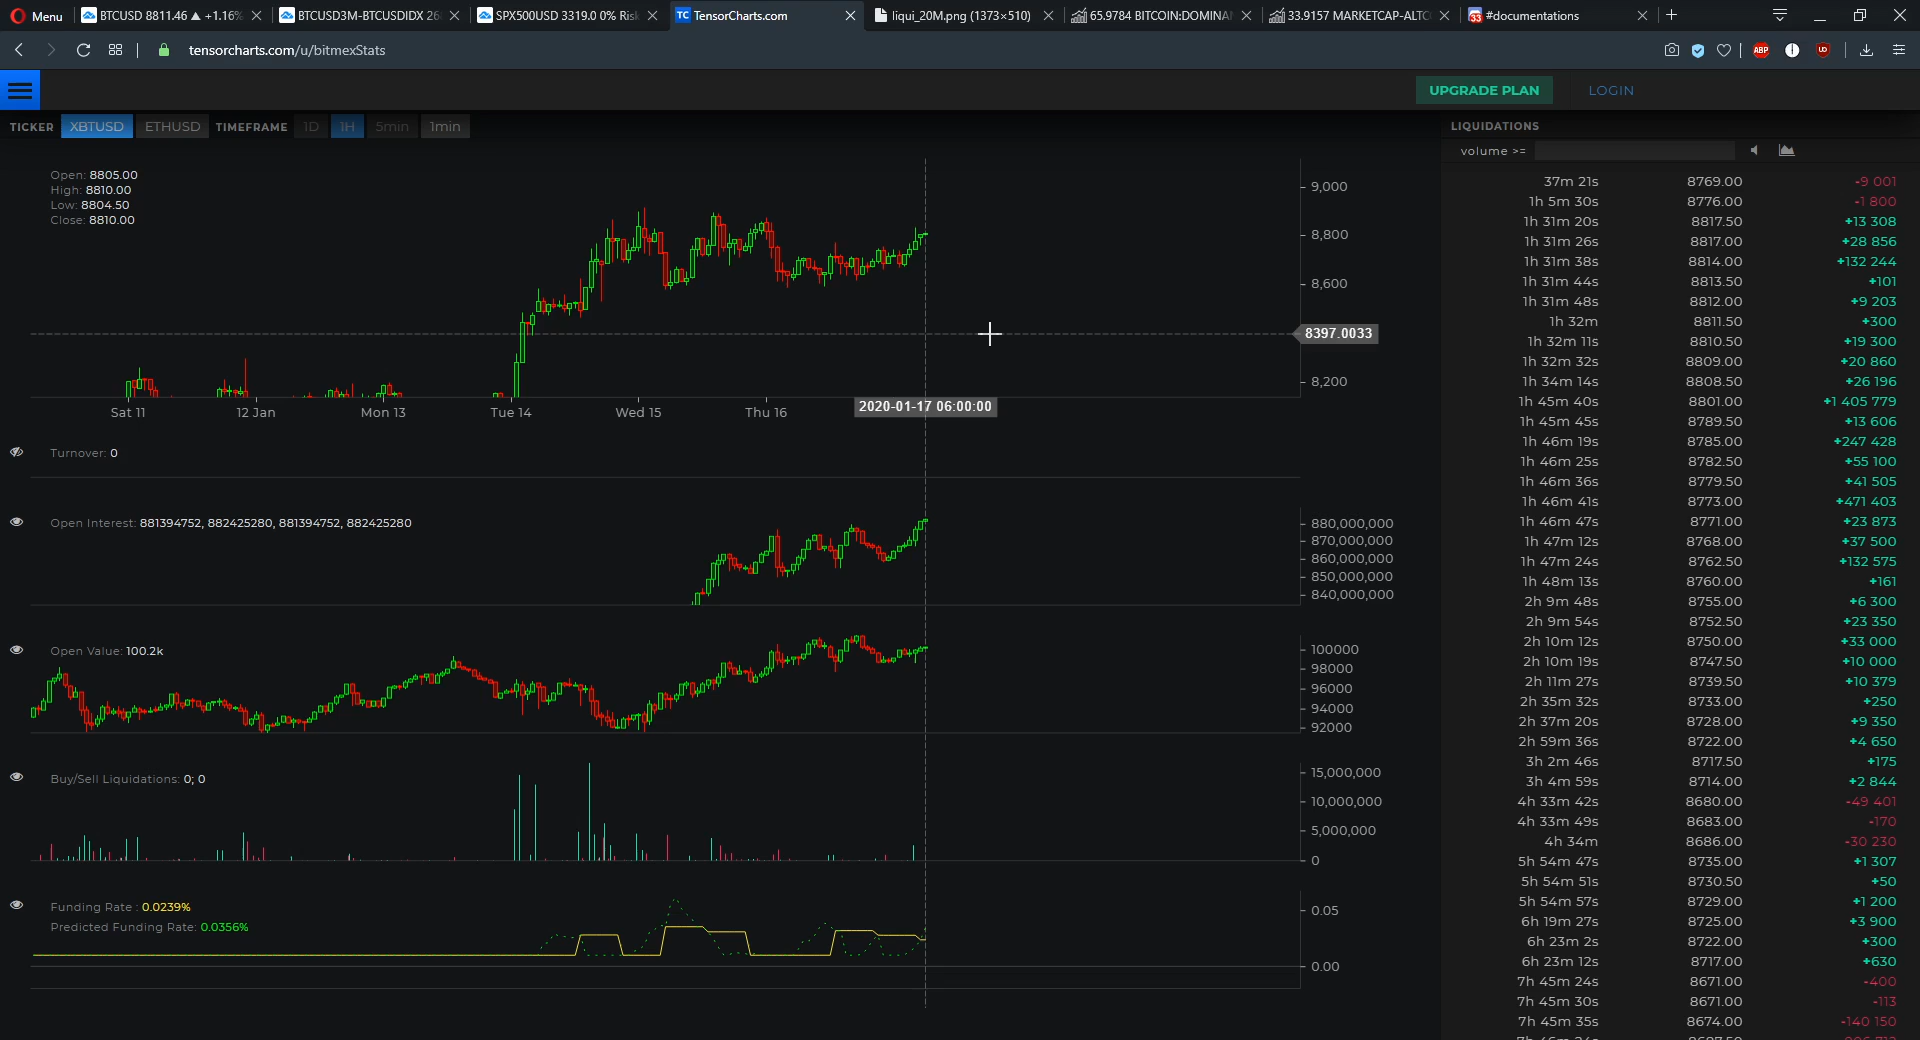 Menu
BTCUSD 8811.46 ▲ +1.16%
BTCUSD3M-BTCUSDIDX 26
SPX500USD 3319.0 0% Ris
TC TensorCharts.com
liqui_20M.png (1373×510)
65.9784 BITCOIN:DOMINA
33.9157 MARKETCAP-ALTC
33 #documentations
tensorcharts.com/u/bitmexStats
ABP
UPGRADE PLAN
LOGIN
TICKER XBTUSD ETHUSD TIMEFRAME 1D 1H 5min 1min
LIQUIDATIONS
volume >=
Open: 8805.00
High: 8810.00
Low: 8804.50
Close: 8810.00
9,000
8,800
8,600
8397.0033
8,200
Sat 11
12 Jan
Mon 13
Tue 14
Wed 15
Thu 16
2020-01-17 06:00:00
Turnover: 0
Open Interest: 881394752, 882425280, 881394752, 882425280
880,000,000
870,000,000
860,000,000
850,000,000
840,000,000
Open Value: 100.2k
100000
98000
96000
94000
92000
Buy/Sell Liquidations: 0; 0
15,000,000
10,000,000
5,000,000
0
Funding Rate : 0.0239%
Predicted Funding Rate: 0.0356%
0.05
0.00
37m 21s 8769.00 -9 001
1h 5m 30s 8776.00 -1 800
1h 31m 20s 8817.50 +13 308
1h 31m 26s 8817.00 +28 856
1h 31m 38s 8814.00 +132 244
1h 31m 44s 8813.50 +101
1h 31m 48s 8812.00 +9 203
1h 32m 8811.50 +300
1h 32m 11s 8810.50 +19 300
1h 32m 32s 8809.00 +20 860
1h 34m 14s 8808.50 +26 196
1h 45m 40s 8801.00 +1 405 779
1h 45m 45s 8789.50 +13 606
1h 46m 19s 8785.00 +247 428
1h 46m 25s 8782.50 +55 100
1h 46m 36s 8779.50 +41 505
1h 46m 41s 8773.00 +471 403
1h 46m 47s 8771.00 +23 873
1h 47m 12s 8768.00 +37 500
1h 47m 24s 8762.50 +132 575
1h 48m 13s 8760.00 +161
2h 9m 48s 8755.00 +6 300
2h 9m 54s 8752.50 +23 350
2h 10m 12s 8750.00 +33 000
2h 10m 19s 8747.50 +10 000
2h 11m 27s 8739.50 +10 379
2h 35m 32s 8733.00 +250
2h 37m 20s 8728.00 +9 350
2h 59m 36s 8722.00 +4 650
3h 2m 46s 8717.50 +175
3h 4m 59s 8714.00 +2 844
4h 33m 42s 8680.00 -49 401
4h 33m 49s 8683.00 -170
4h 34m 8686.00 -30 230
5h 54m 47s 8735.00 +1 307
5h 54m 51s 8730.50 +50
5h 54m 57s 8729.00 +1 200
6h 19m 27s 8725.00 +3 900
6h 23m 2s 8722.00 +300
6h 23m 12s 8717.00 +630
7h 45m 24s 8671.00 -400
7h 45m 30s 8671.00 -113
7h 45m 35s 8674.00 -140 150